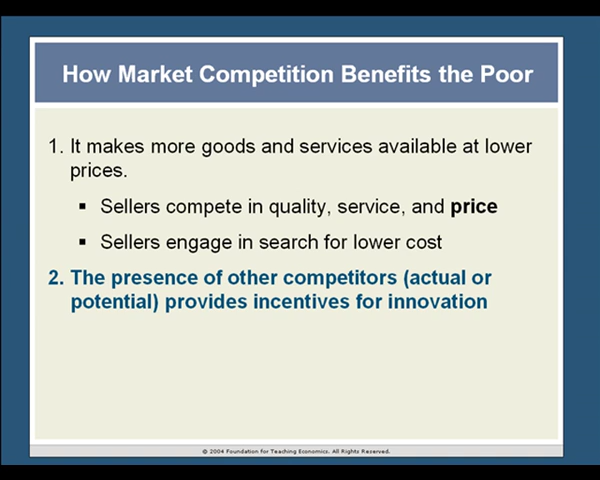 How Market Competition Benefits the Poor
1. It makes more goods and services available at lower
prices.
▪ Sellers compete in quality, service, and price
▪ Sellers engage in search for lower cost
2. The presence of other competitors (actual or
potential) provides incentives for innovation
© 2004 Foundation for Teaching Economics. All Rights Reserved.